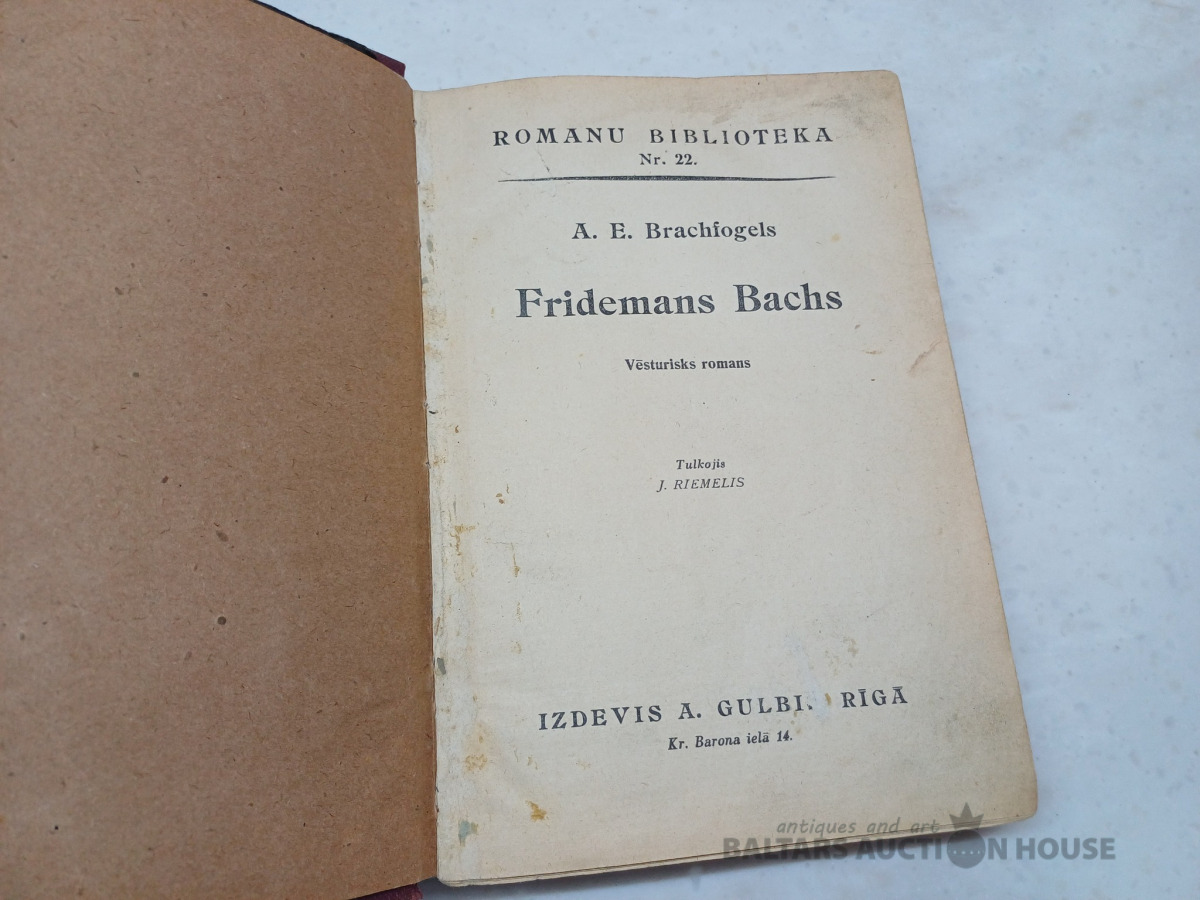 ROMANU BIBLIOTEKA
Nr. 22.
A. E. Brachfogels
Fridemans Bachs
Vēsturisks romans
Tulkojis
J. RIEMELIS
IZDEVIS A. RĪGĀ
Kr. Barona ielā 14.
antiques and art
BALTARS AUCTION HOUSE